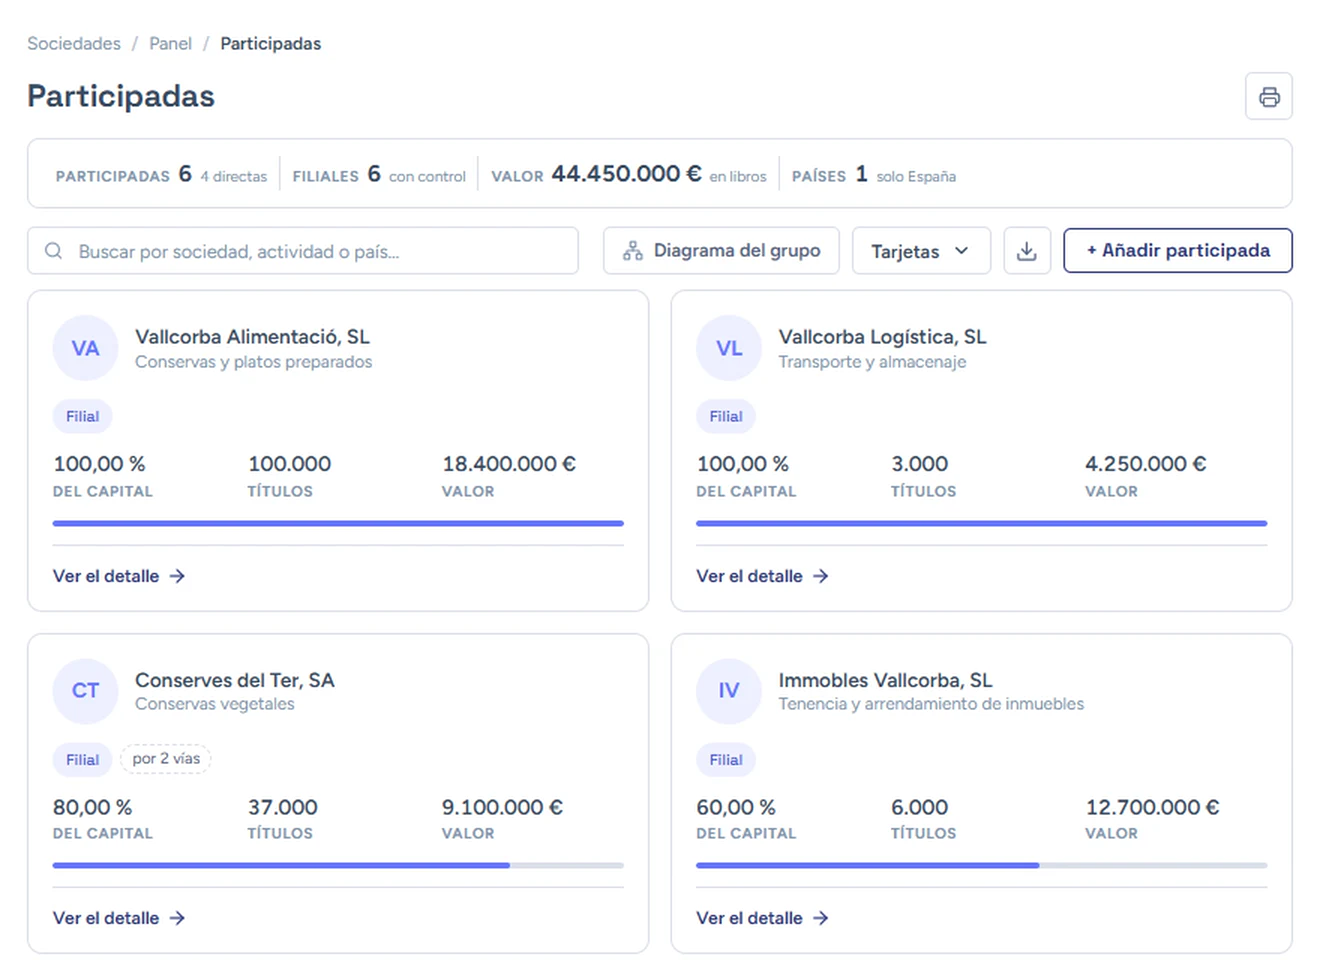 Sociedades / Panel / Participadas
Participadas
PARTICIPADAS 6 4 directas FILIALES 6 con control VALOR 44.450.000 € en libros PAÍSES 1 solo España
Buscar por sociedad, actividad o país... Diagrama del grupo Tarjetas + Añadir participada
VA Vallcorba Alimentació, SL
Conservas y platos preparados
Filial
100,00 % 100.000 18.400.000 €
DEL CAPITAL TÍTULOS VALOR
Ver el detalle →
VL Vallcorba Logística, SL
Transporte y almacenaje
Filial
100,00 % 3.000 4.250.000 €
DEL CAPITAL TÍTULOS VALOR
Ver el detalle →
CT Conserves del Ter, SA
Conservas vegetales
Filial por 2 vías
80,00 % 37.000 9.100.000 €
DEL CAPITAL TÍTULOS VALOR
Ver el detalle →
IV Immobles Vallcorba, SL
Tenencia y arrendamiento de inmuebles
Filial
60,00 % 6.000 12.700.000 €
DEL CAPITAL TÍTULOS VALOR
Ver el detalle →